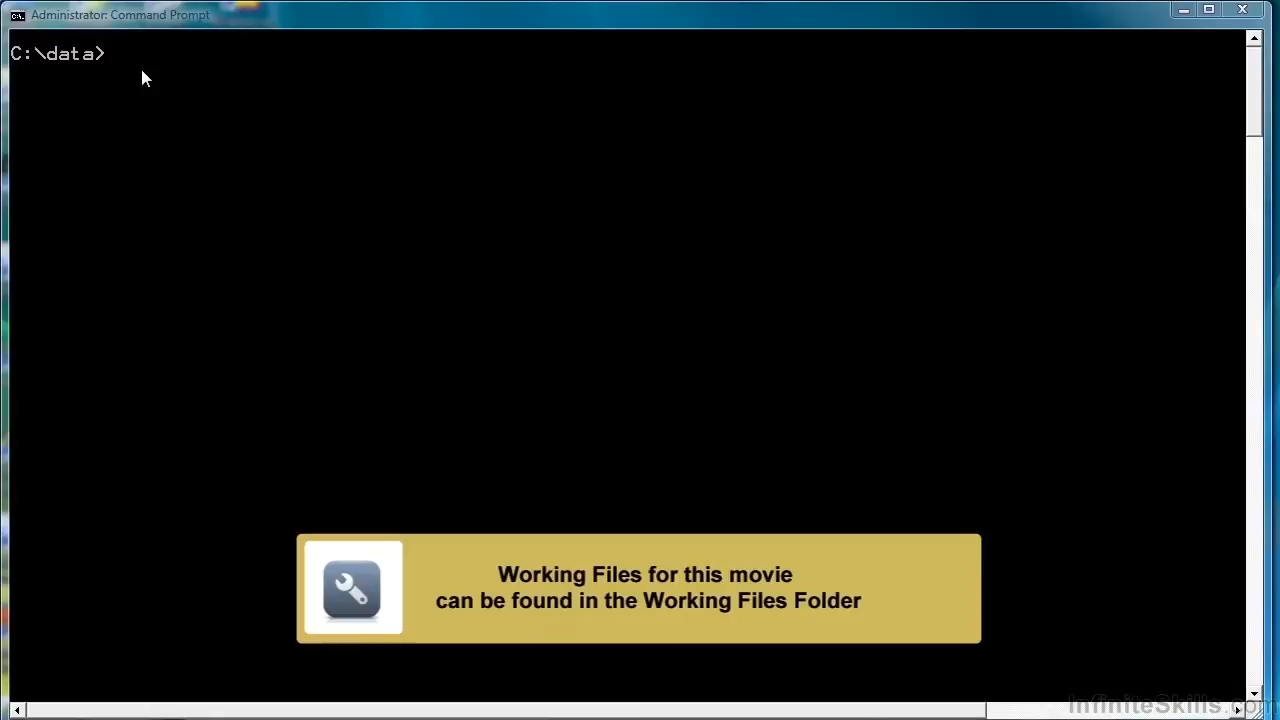 Administrator: Command Prompt
C:\data>
Working Files for this movie
can be found in the Working Files Folder
InfiniteSkills.com